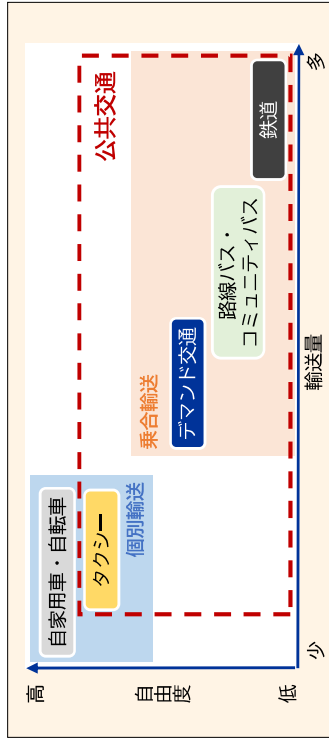 高
自由度
低
自家用車・自転車
タクシー
個別輸送
公共交通
乗合輸送
デマンド交通
路線バス・
コミュニティバス
鉄道
少
輸送量
多